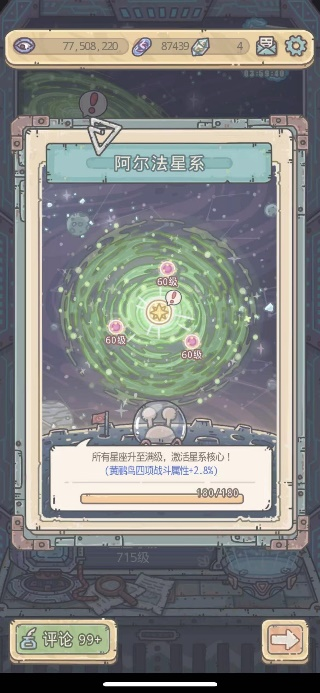 77,508,220
87439
4
阿尔法星系
60级
60级
60级
所有星座升至满级，激活星系核心！
(黄鹂鸟四项战斗属性+2.8%)
180/180
715级
评论 99+